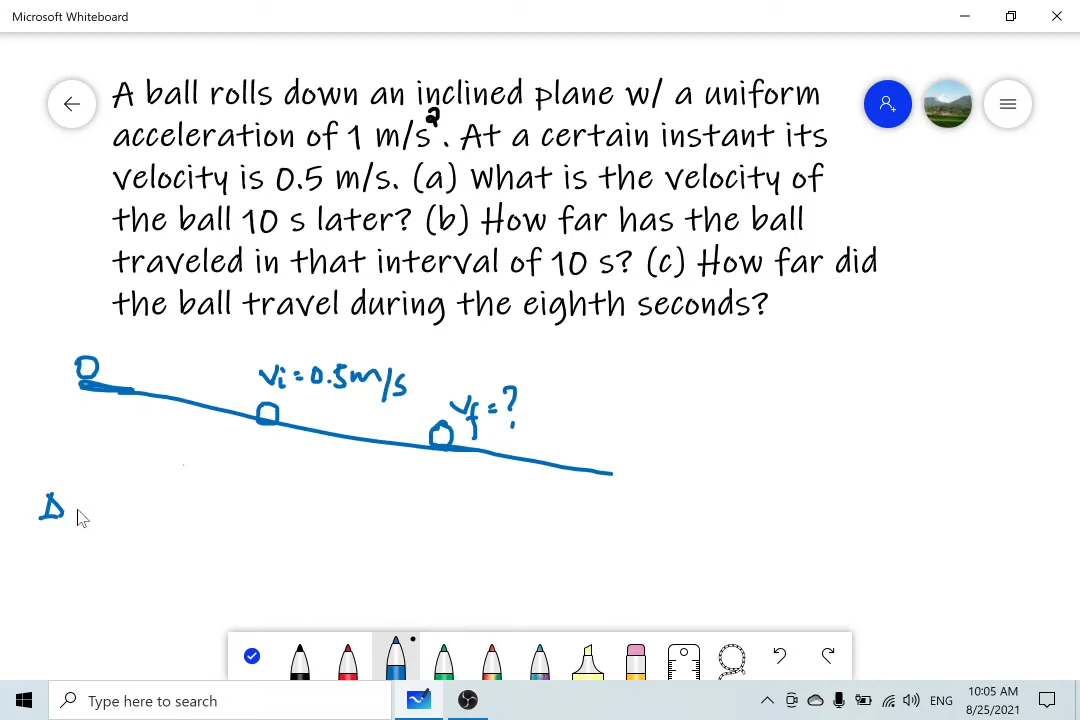 Microsoft Whiteboard
A ball rolls down an inclined plane w/ a uniform
acceleration of 1 m/s². At a certain instant its
velocity is 0.5 m/s. (a) What is the velocity of
the ball 10 s later? (b) How far has the ball
traveled in that interval of 10 s? (c) How far did
the ball travel during the eighth seconds?
Vi = 0.5m/s
Vf = ?
Δ
Type here to search
ENG
10:05 AM
8/25/2021